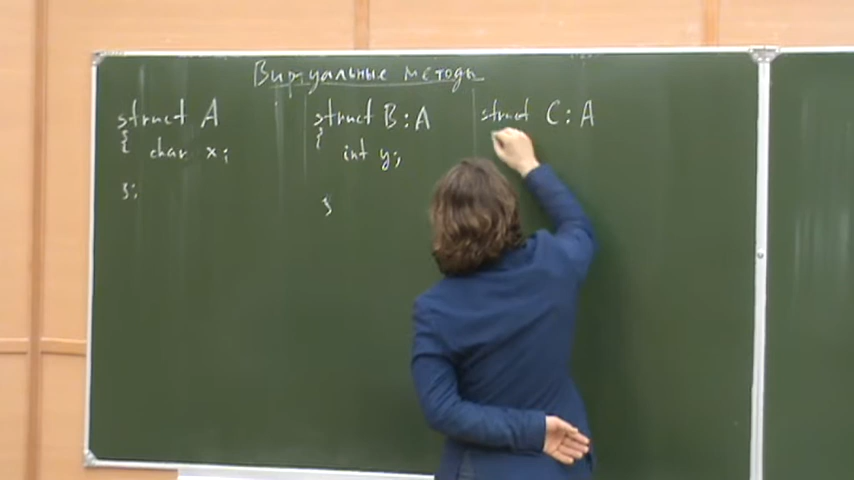 Виртуальные методы
struct A
{
char x;
};
struct B : A
{
int y;
}
struct C : A